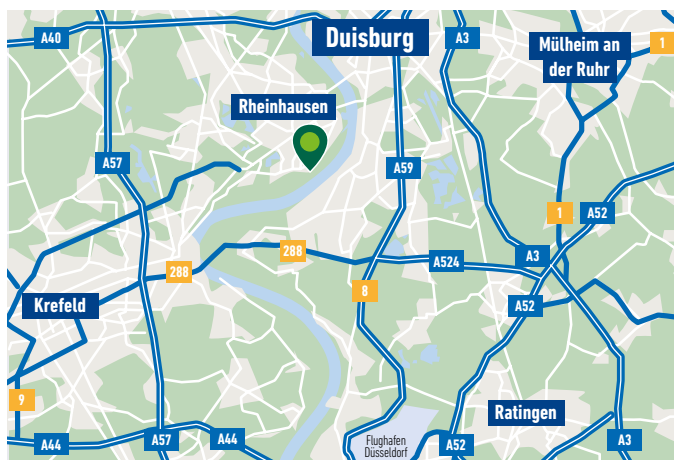 A40
Duisburg
A3
Mülheim an
der Ruhr
1
Rheinhausen
A57
A59
1
A52
288
288
A524
A3
8
Krefeld
A52
9
Ratingen
A44
A57
A44
Flughafen
Düsseldorf
A52
A3